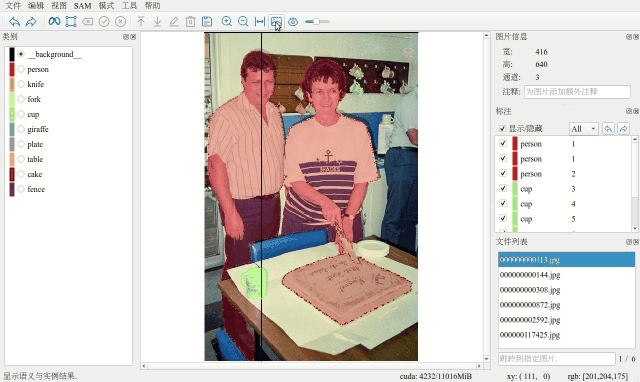 文件 编辑 视图 SAM 模式 工具 帮助
类别
__background__
person
knife
fork
cup
giraffe
plate
table
cake
fence
图片信息
宽: 416
高: 640
通道: 3
注释: 为图片添加额外注释
标注
显示/隐藏 All
person 1
person 1
person 2
cup 3
cup 4
cup 5
文件列表
000000000113.jpg
000000000144.jpg
000000000308.jpg
000000000872.jpg
000000002592.jpg
000000117425.jpg
跳转到指定图片. 1 / 6
显示语义与实例结果.
cuda: 4232/11016MiB
xy: ( 111, 0)
rgb: [201,204,175]